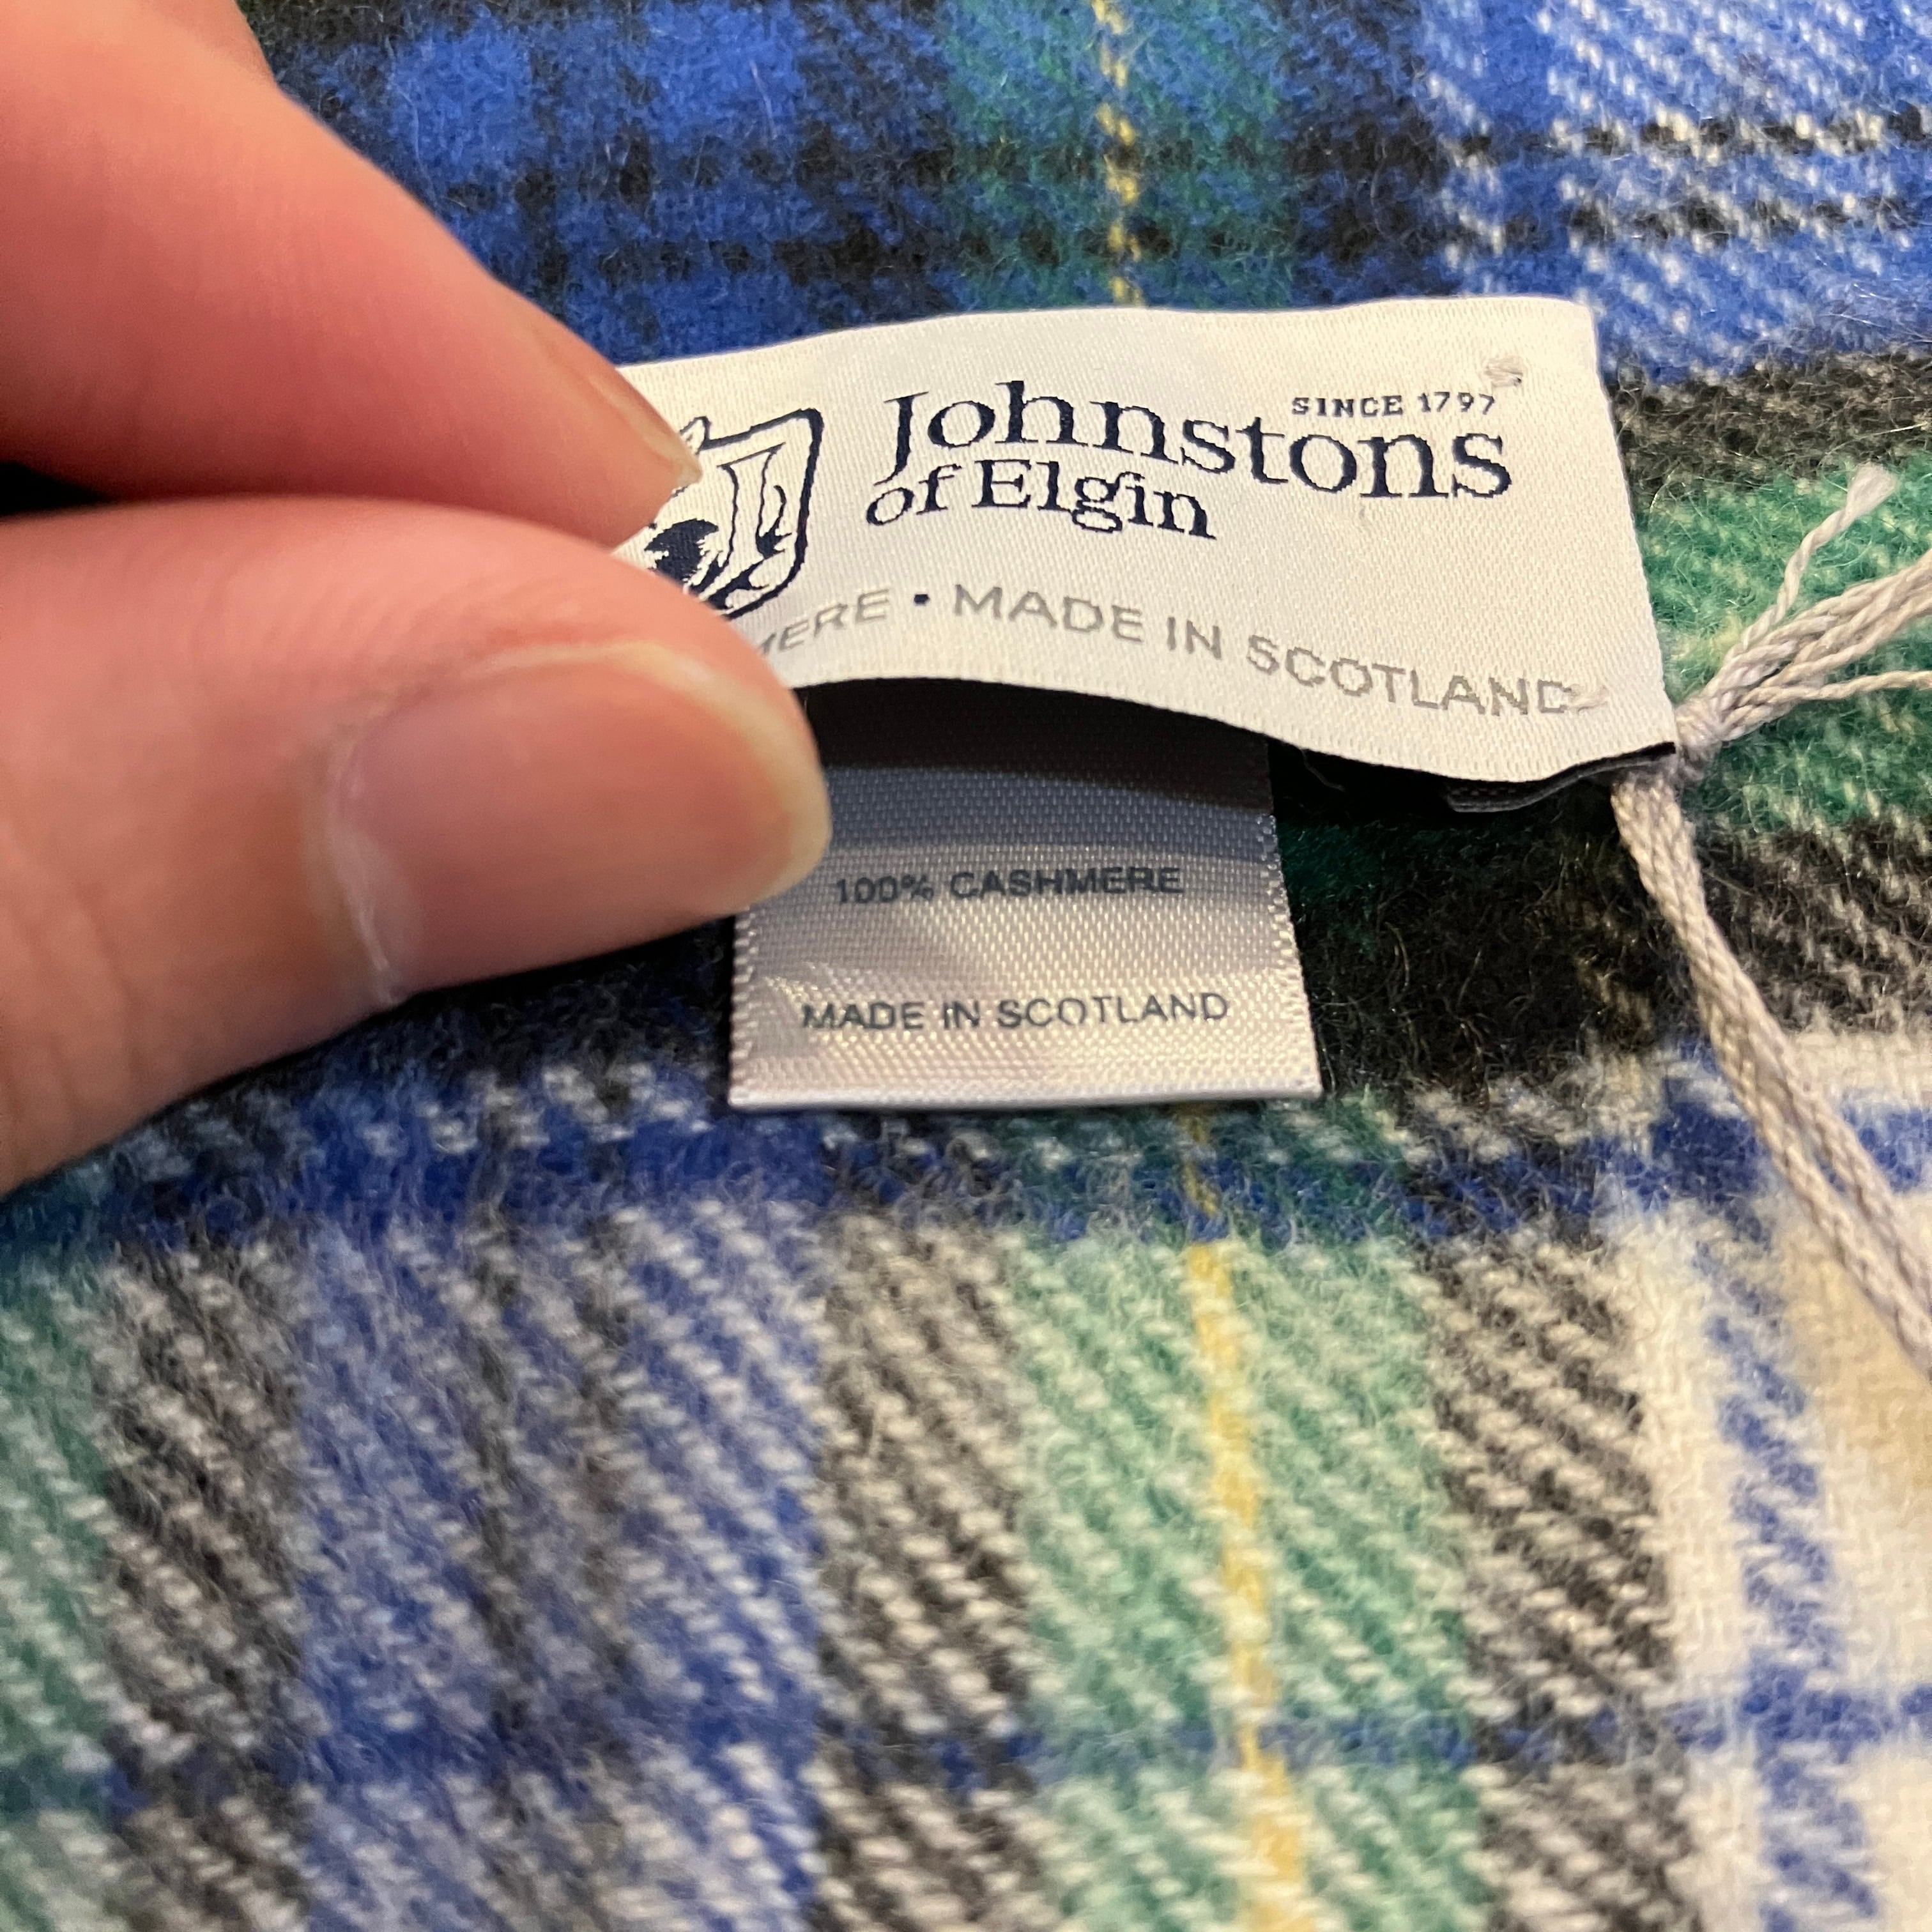 SINCE 1797
Johnstons
of Elgin
• MADE IN SCOTLAND
100% CASHMERE
MADE IN SCOTLAND